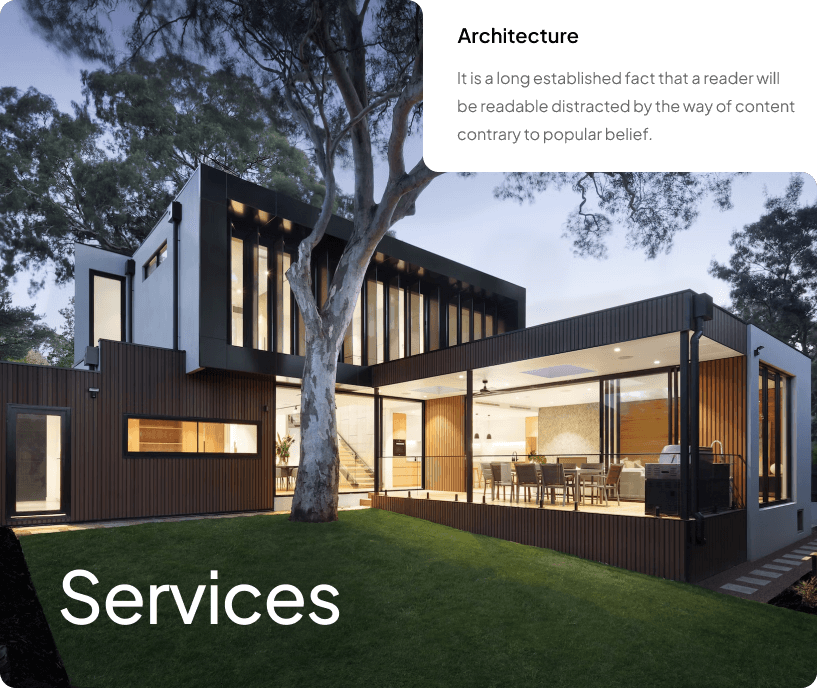 Architecture
It is a long established fact that a reader will
be readable distracted by the way of content
contrary to popular belief.
Services